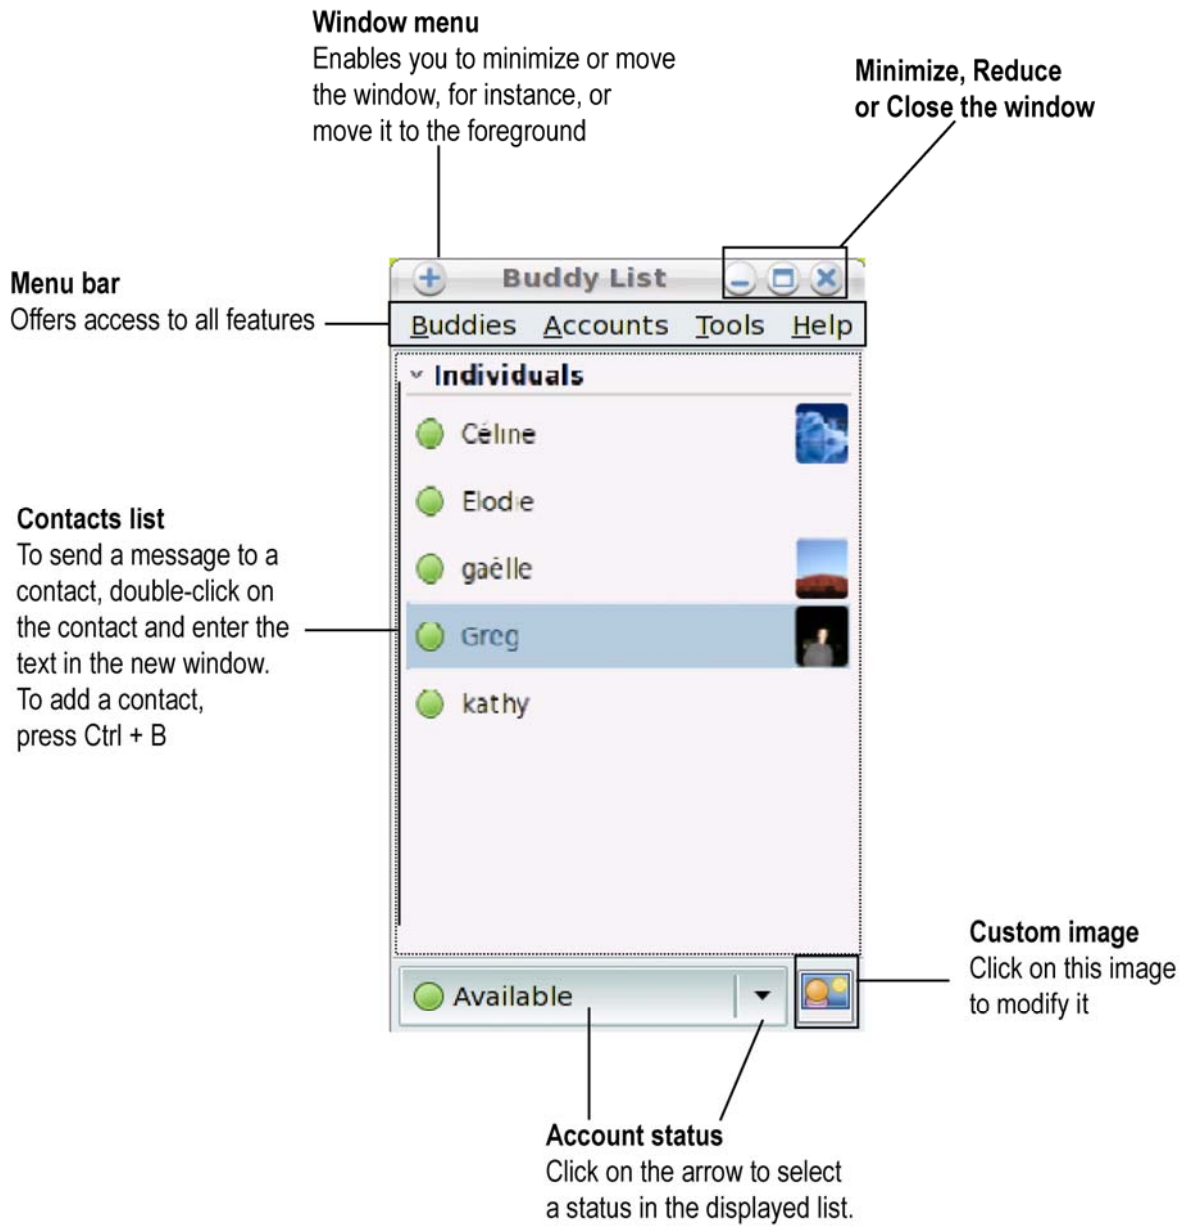 Window menu
Enables you to minimize or move
the window, for instance, or
move it to the foreground
Minimize, Reduce
or Close the window
Menu bar
Offers access to all features
Buddy List
Buddies Accounts Tools Help
Individuals
Céline
Elodie
gaëlle
Greg
kathy
Contacts list
To send a message to a
contact, double-click on
the contact and enter the
text in the new window.
To add a contact,
press Ctrl + B
Available
Custom image
Click on this image
to modify it
Account status
Click on the arrow to select
a status in the displayed list.